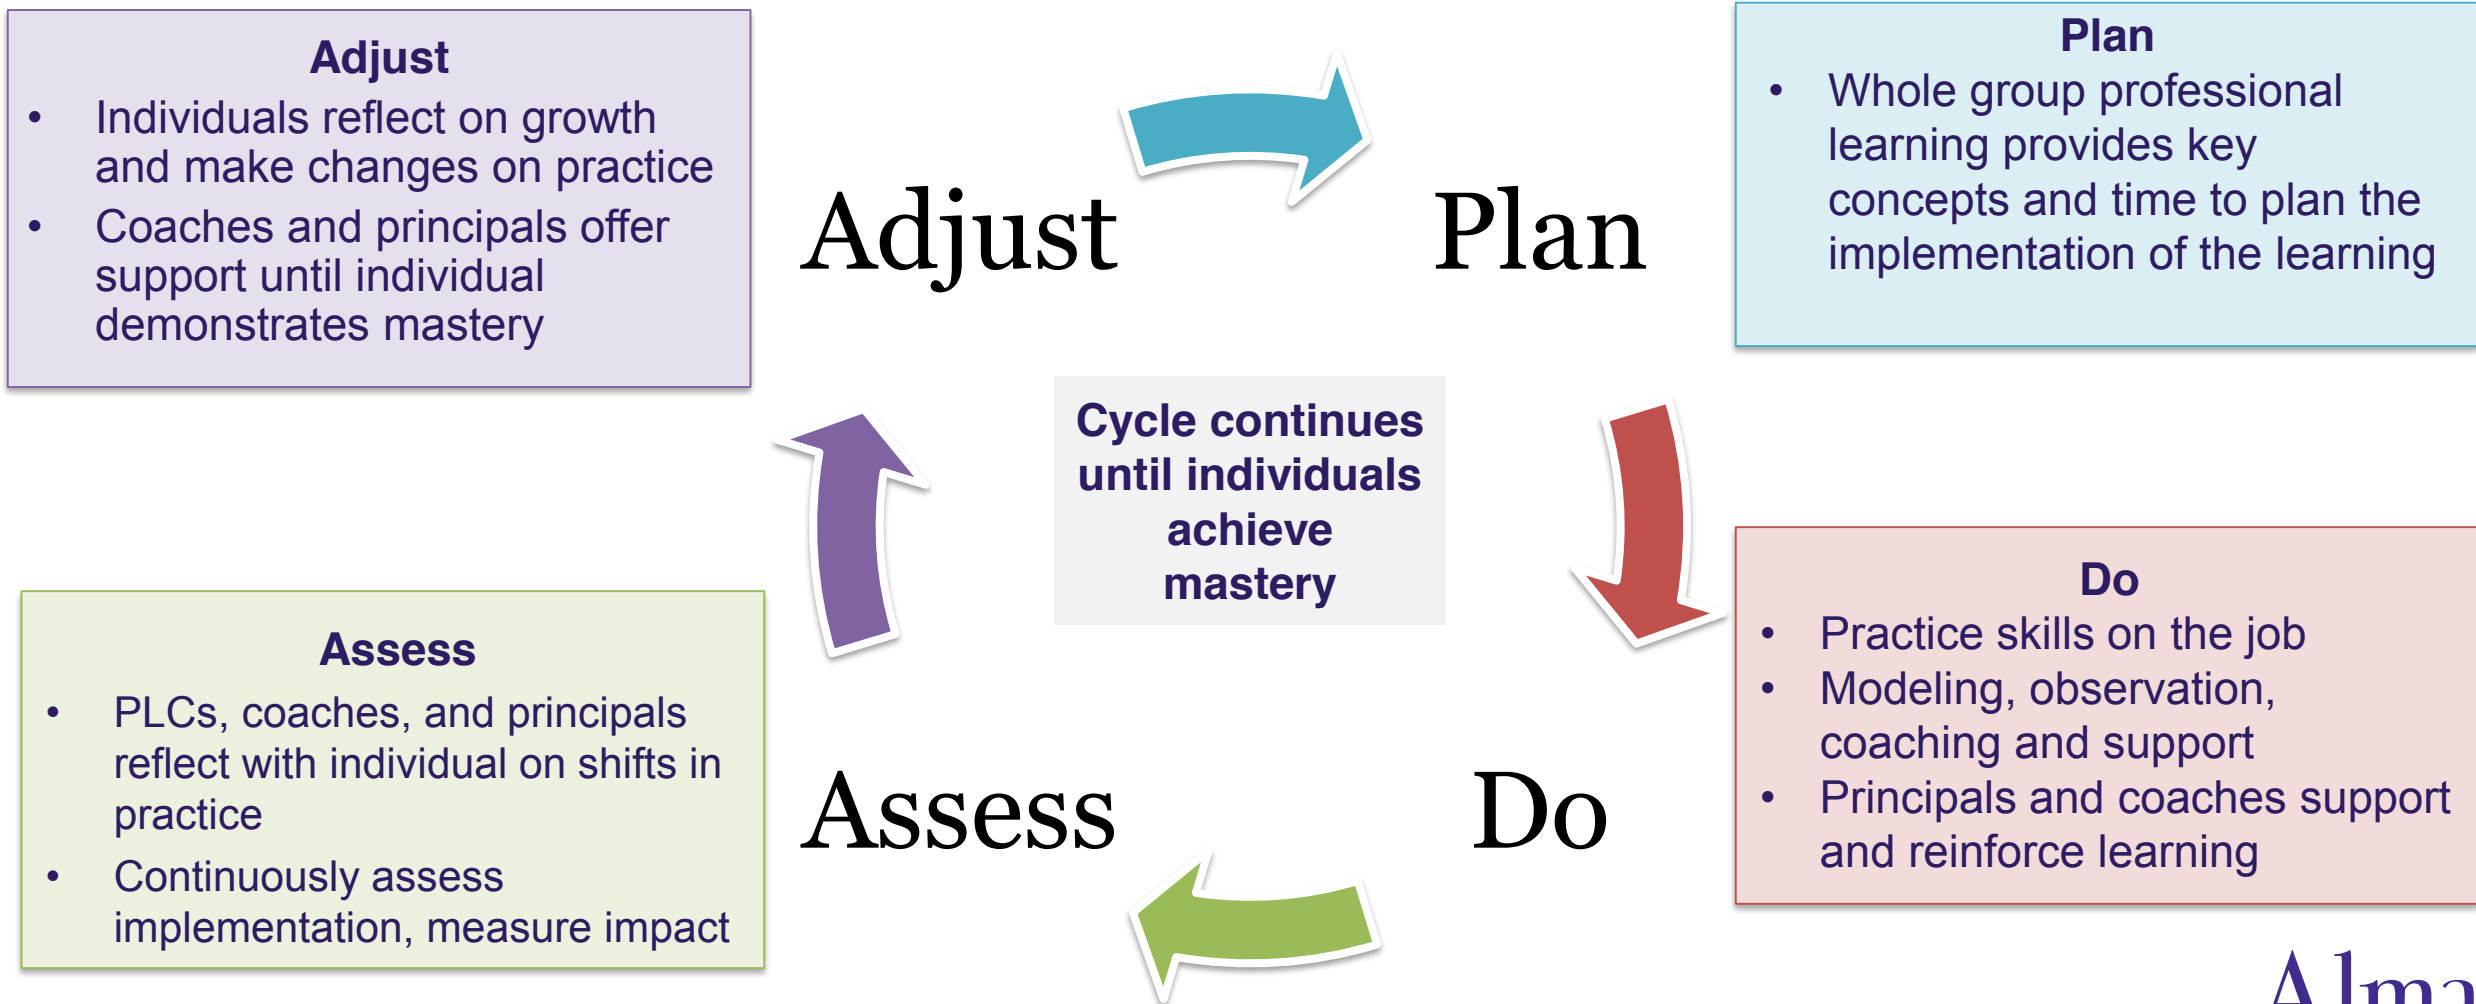 Adjust
• Individuals reflect on growth
and make changes on practice
• Coaches and principals offer
support until individual
demonstrates mastery
Plan
• Whole group professional
learning provides key
concepts and time to plan the
implementation of the learning
Adjust
Plan
Cycle continues
until individuals
achieve
mastery
Assess
• PLCs, coaches, and principals
reflect with individual on shifts in
practice
• Continuously assess
implementation, measure impact
Do
• Practice skills on the job
• Modeling, observation,
coaching and support
• Principals and coaches support
and reinforce learning
Assess
Do
Alma